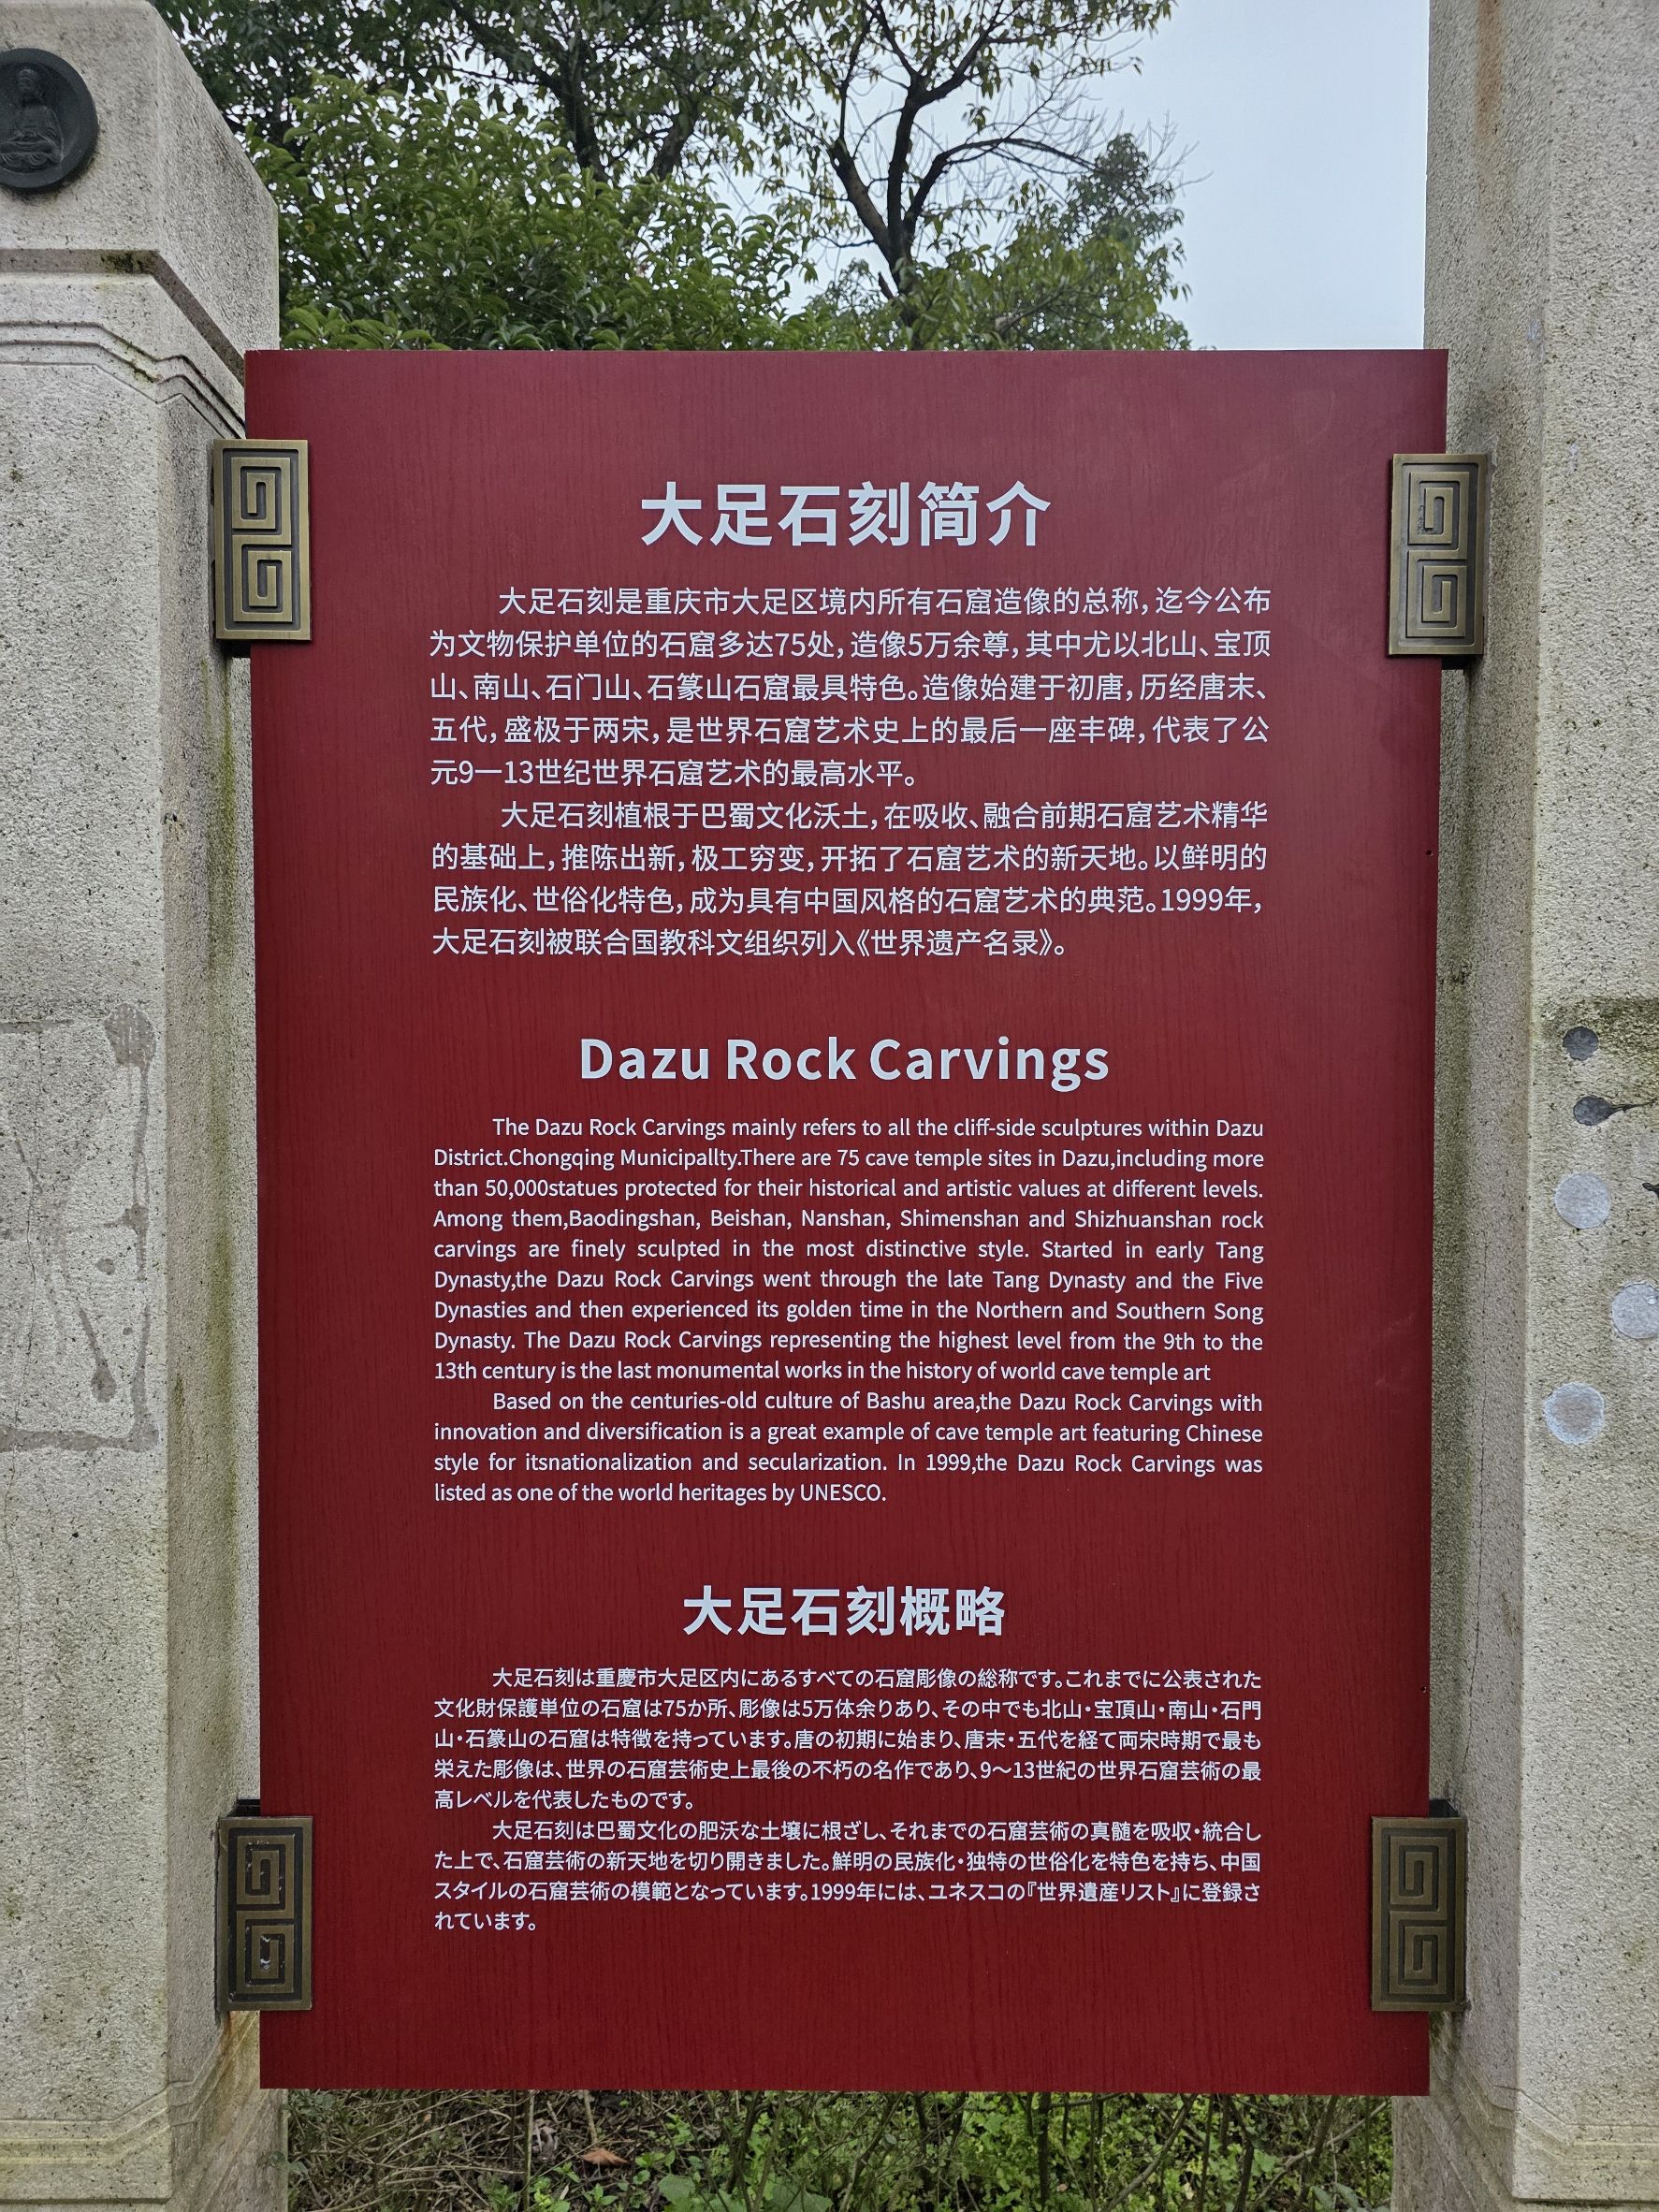 大足石刻简介
大足石刻是重庆市大足区境内所有石窟造像的总称，迄今公布
为文物保护单位的石窟多达75处，造像5万余尊，其中尤以北山、宝顶
山、南山、石门山、石篆山石窟最具特色。造像始建于初唐，历经唐末、
五代，盛极于两宋，是世界石窟艺术史上的最后一座丰碑，代表了公
元9一13世纪世界石窟艺术的最高水平。
大足石刻植根于巴蜀文化沃土，在吸收、融合前期石窟艺术精华
的基础上，推陈出新，极工穷变，开拓了石窟艺术的新天地。以鲜明的
民族化、世俗化特色，成为具有中国风格的石窟艺术的典范。1999年，
大足石刻被联合国教科文组织列入《世界遗产名录》。
Dazu Rock Carvings
The Dazu Rock Carvings mainly refers to all the cliff-side sculptures within Dazu
District.Chongqing Municipallty.There are 75 cave temple sites in Dazu,including more
than 50,000statues protected for their historical and artistic values at different levels.
Among them,Baodingshan, Beishan, Nanshan, Shimenshan and Shizhuanshan rock
carvings are finely sculpted in the most distinctive style. Started in early Tang
Dynasty,the Dazu Rock Carvings went through the late Tang Dynasty and the Five
Dynasties and then experienced its golden time in the Northern and Southern Song
Dynasty. The Dazu Rock Carvings representing the highest level from the 9th to the
13th century is the last monumental works in the history of world cave temple art
Based on the centuries-old culture of Bashu area,the Dazu Rock Carvings with
innovation and diversification is a great example of cave temple art featuring Chinese
style for itsnationalization and secularization. In 1999,the Dazu Rock Carvings was
listed as one of the world heritages by UNESCO.
大足石刻概略
大足石刻は重慶市大足区内にあるすべての石窟彫像の総称です。これまでに公表された
文化財保護単位の石窟は75か所、彫像は5万体余りあり、その中でも北山・宝頂山・南山・石門
山・石篆山の石窟は特徴を持っています。唐の初期に始まり、唐末・五代を経て両宋時期で最も
栄えた彫像は、世界の石窟芸術史上最後の不朽の名作であり、9～13世紀の世界石窟芸術の最
高レベルを代表したものです。
大足石刻は巴蜀文化の肥沃な土壌に根ざし、それまでの石窟芸術の真髄を吸収・統合し
た上で、石窟芸術の新天地を切り開きました。鮮明の民族化・独特の世俗化を特色を持ち、中国
スタイルの石窟芸術の模範となっています。1999年には、ユネスコの『世界遺産リスト』に登録さ
れています。